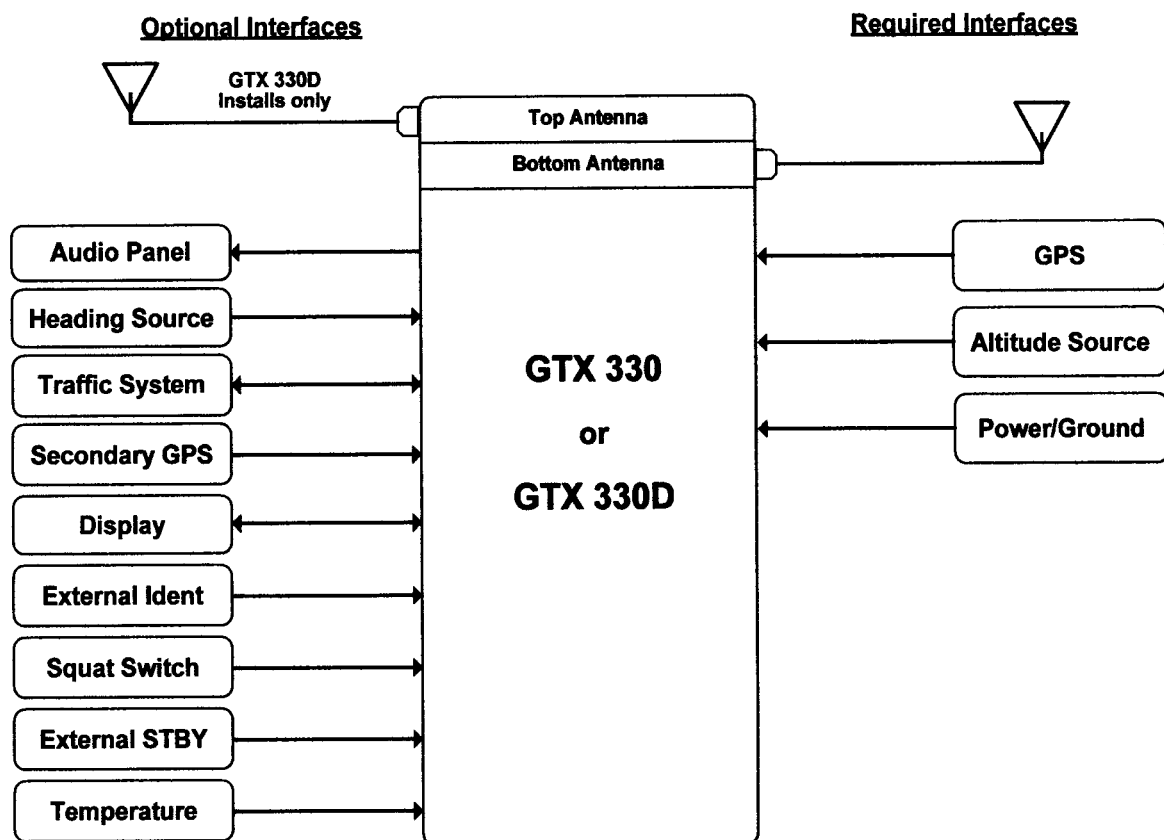 Optional Interfaces
Required Interfaces
GTX 330D
Installs only
Top Antenna
Bottom Antenna
Audio Panel
Heading Source
Traffic System
Secondary GPS
Display
External Ident
Squat Switch
External STBY
Temperature
GTX 330
or
GTX 330D
GPS
Altitude Source
Power/Ground